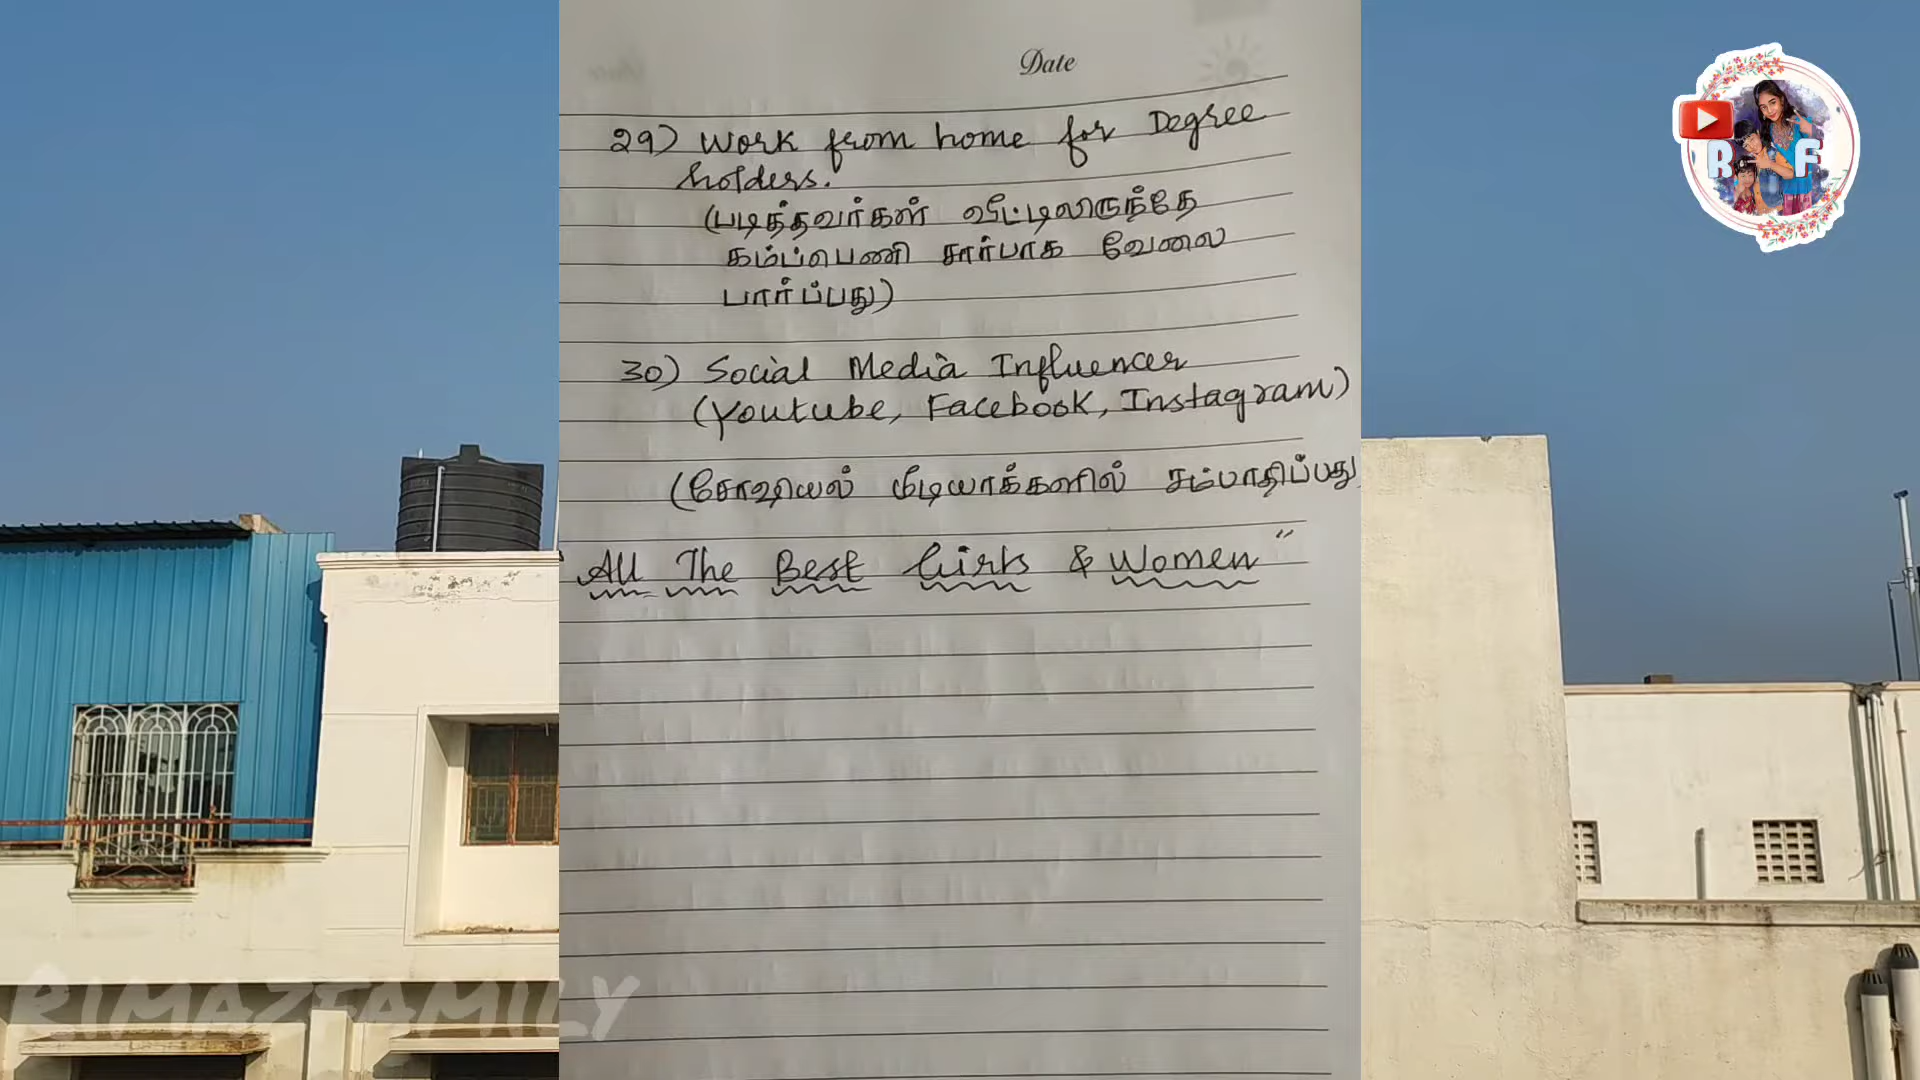 Date
29) Work from home for Degree
holders.
(படித்தவர்கள் வீட்டிலிருந்தே
கம்ப்பெணி சார்பாக வேலை
பார்ப்பது)
30) Social Media Influencer
(Youtube, Facebook, Instagram)
(சோஷியல் மீடியாக்களில் சம்பாதிப்பது
All The Best Girls & Women"
R F
RIMAZFAMILY